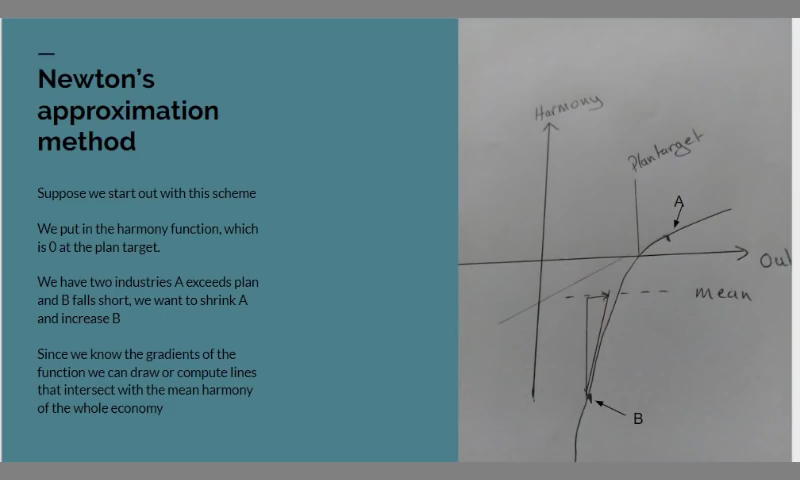 Newton's
approximation
method
Suppose we start out with this scheme
We put in the harmony function, which
is 0 at the plan target.
We have two industries A exceeds plan
and B falls short, we want to shrink A
and increase B
Since we know the gradients of the
function we can draw or compute lines
that intersect with the mean harmony
of the whole economy
Harmony
Plan target
A
Out
mean
B